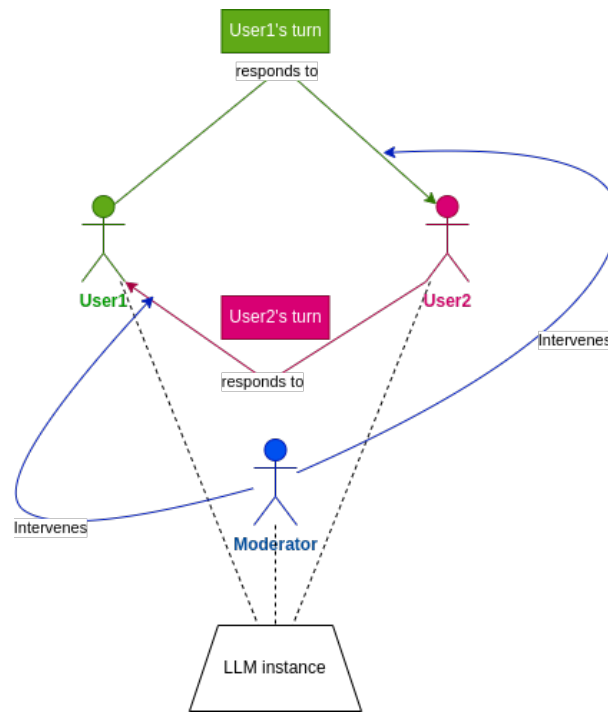 User1's turn
responds to
User1
User2
User2's turn
Intervenes
responds to
Intervenes
Moderator
LLM instance